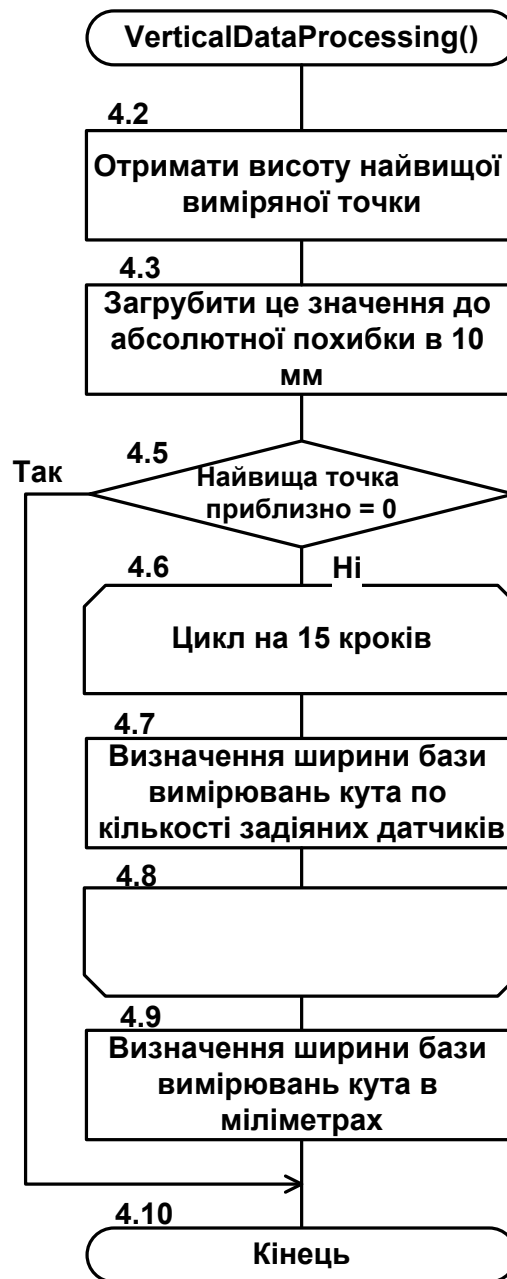 VerticalDataProcessing()
4.2
Отримати висоту найвищої
виміряної точки
4.3
Загрубити це значення до
абсолютної похибки в 10
мм
4.5
Так
Найвища точка
приблизно = 0
4.6
Ні
Цикл на 15 кроків
4.7
Визначення ширини бази
вимірювань кута по
кількості задіяних датчиків
4.8
4.9
Визначення ширини бази
вимірювань кута в
міліметрах
4.10
Кінець